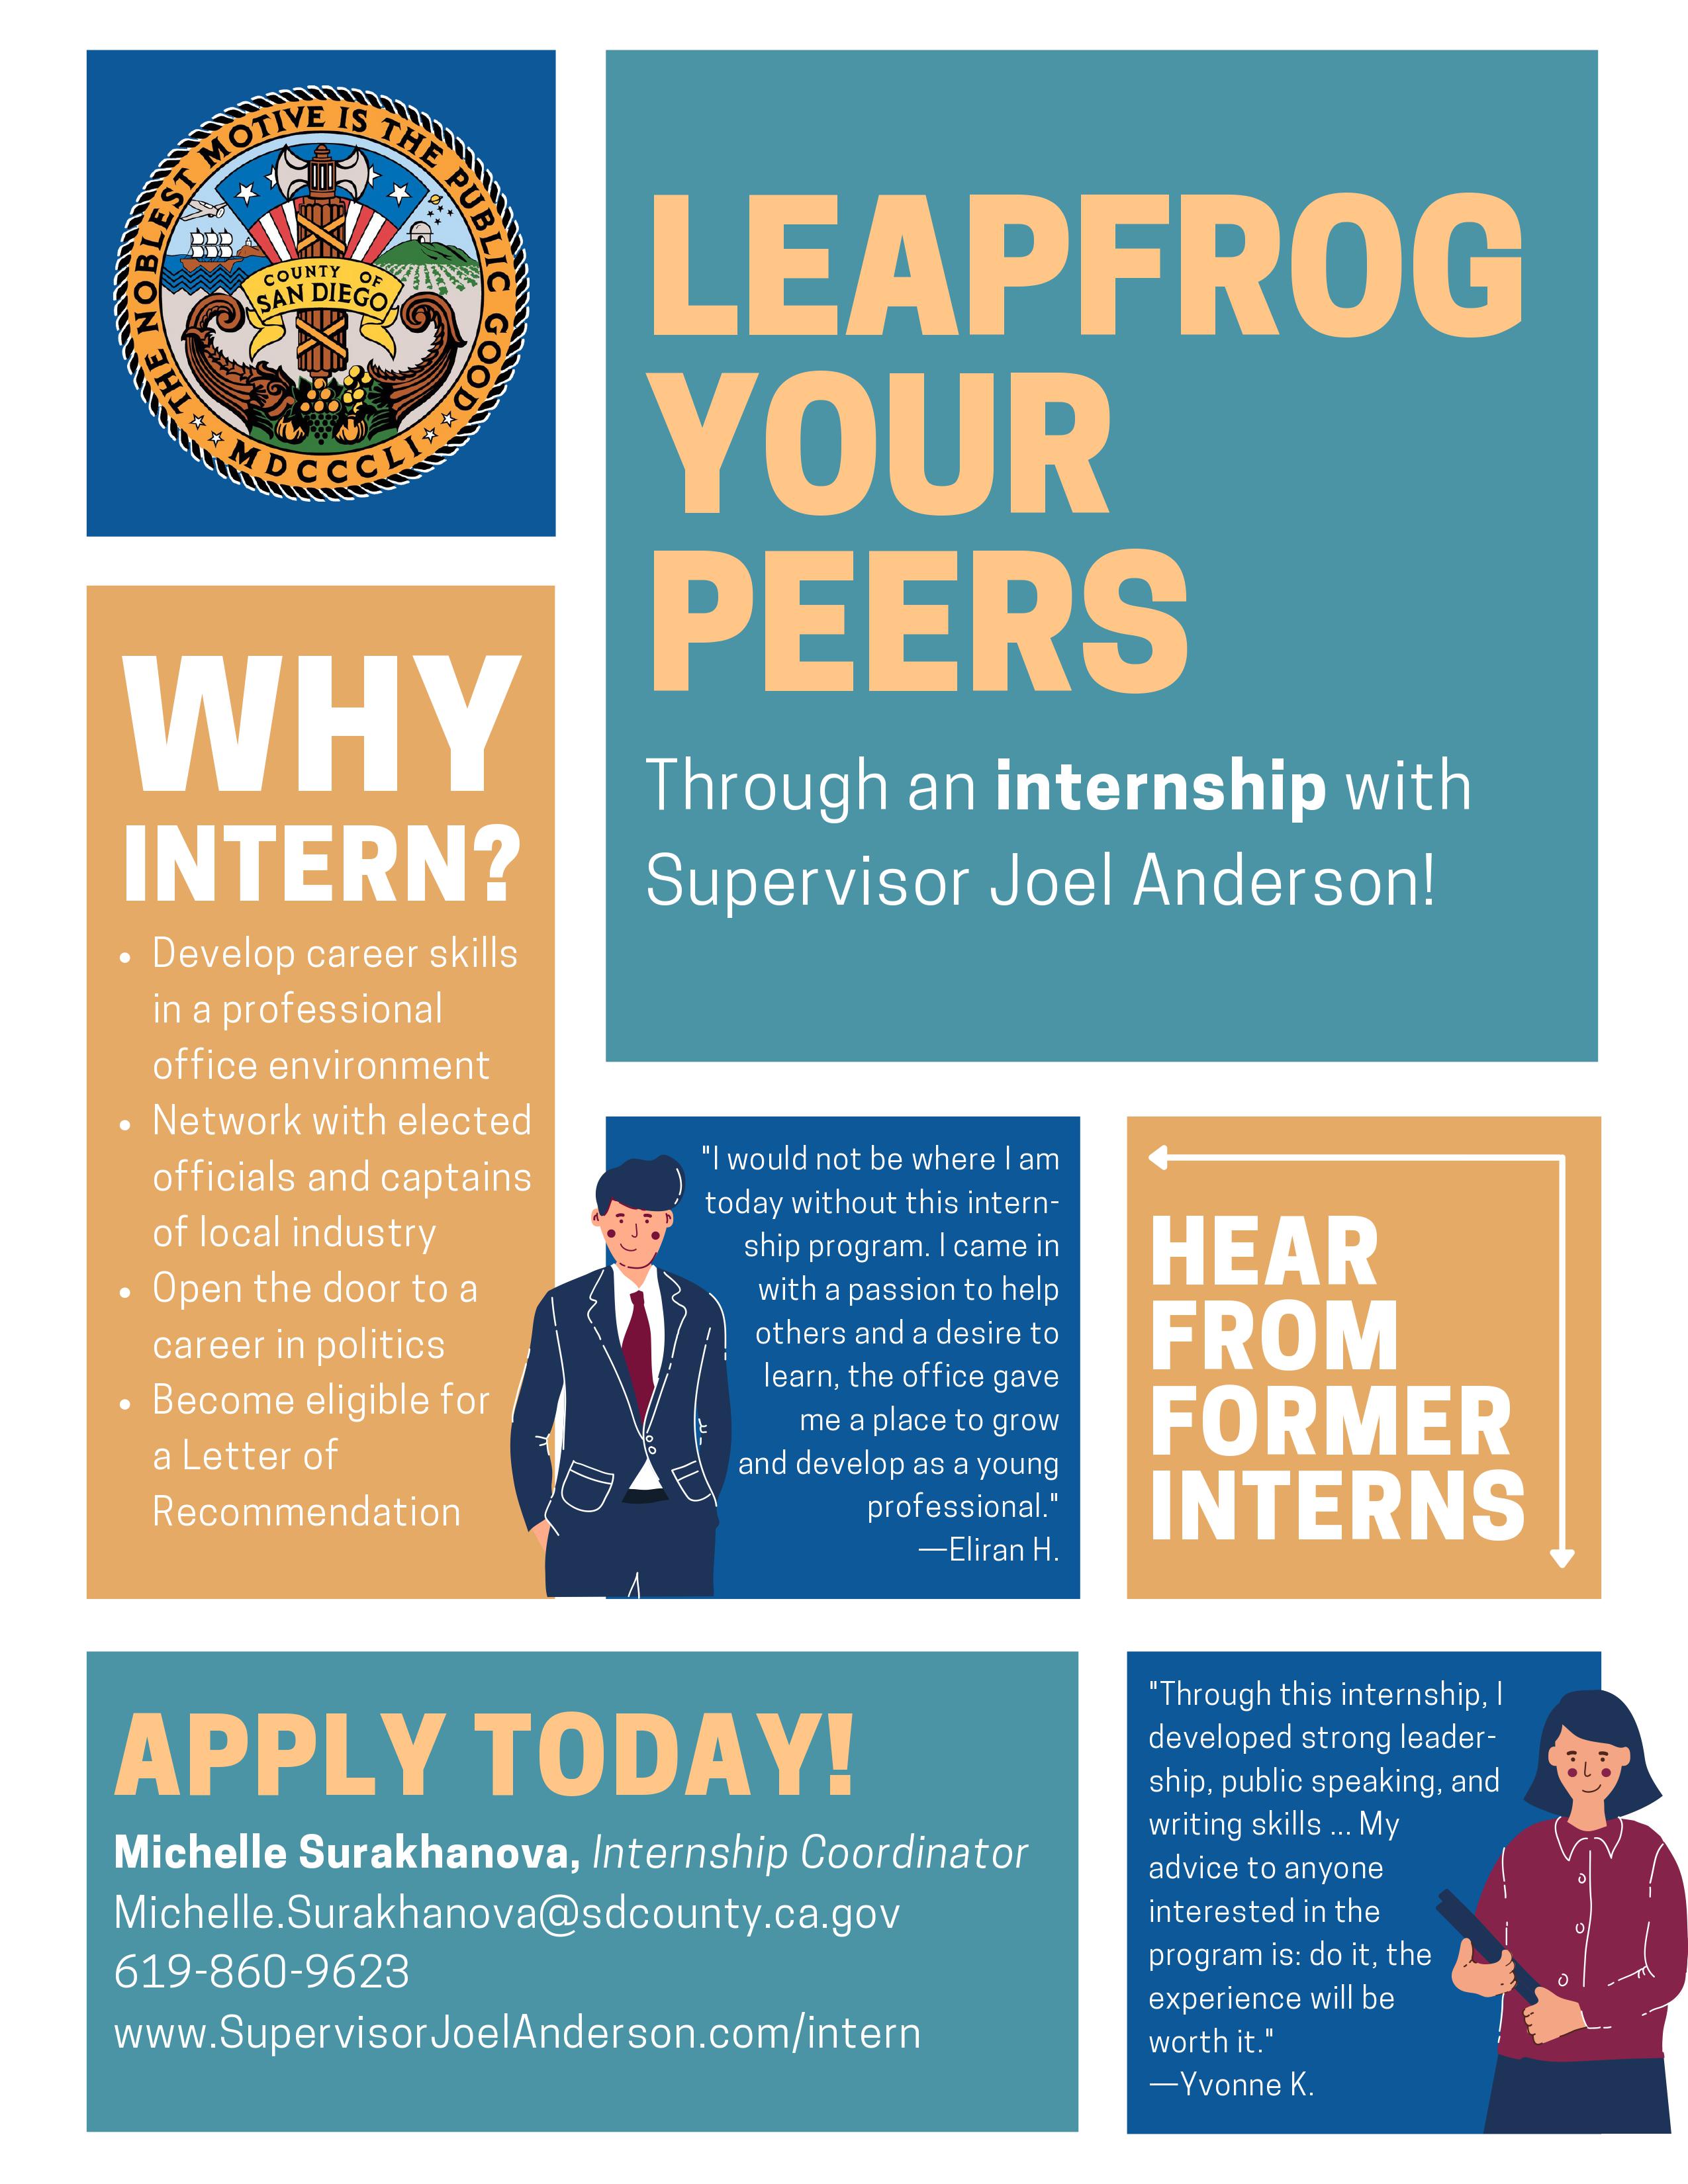 THE NOBLEST MOTIVE IS THE PUBLIC GOOD
COUNTY OF
SAN DIEGO
MDCCCLI
LEAPFROG
YOUR
PEERS
Through an internship with
Supervisor Joel Anderson!
WHY
INTERN?
• Develop career skills
in a professional
office environment
• Network with elected
officials and captains
of local industry
• Open the door to a
career in politics
• Become eligible for
a Letter of
Recommendation
"I would not be where I am
today without this intern-
ship program. I came in
with a passion to help
others and a desire to
learn, the office gave
me a place to grow
and develop as a young
professional."
—Eliran H.
HEAR
FROM
FORMER
INTERNS
APPLY TODAY!
Michelle Surakhanova, Internship Coordinator
Michelle.Surakhanova@sdcounty.ca.gov
619-860-9623
www.SupervisorJoelAnderson.com/intern
"Through this internship, I
developed strong leader-
ship, public speaking, and
writing skills ... My
advice to anyone
interested in the
program is: do it, the
experience will be
worth it."
—Yvonne K.